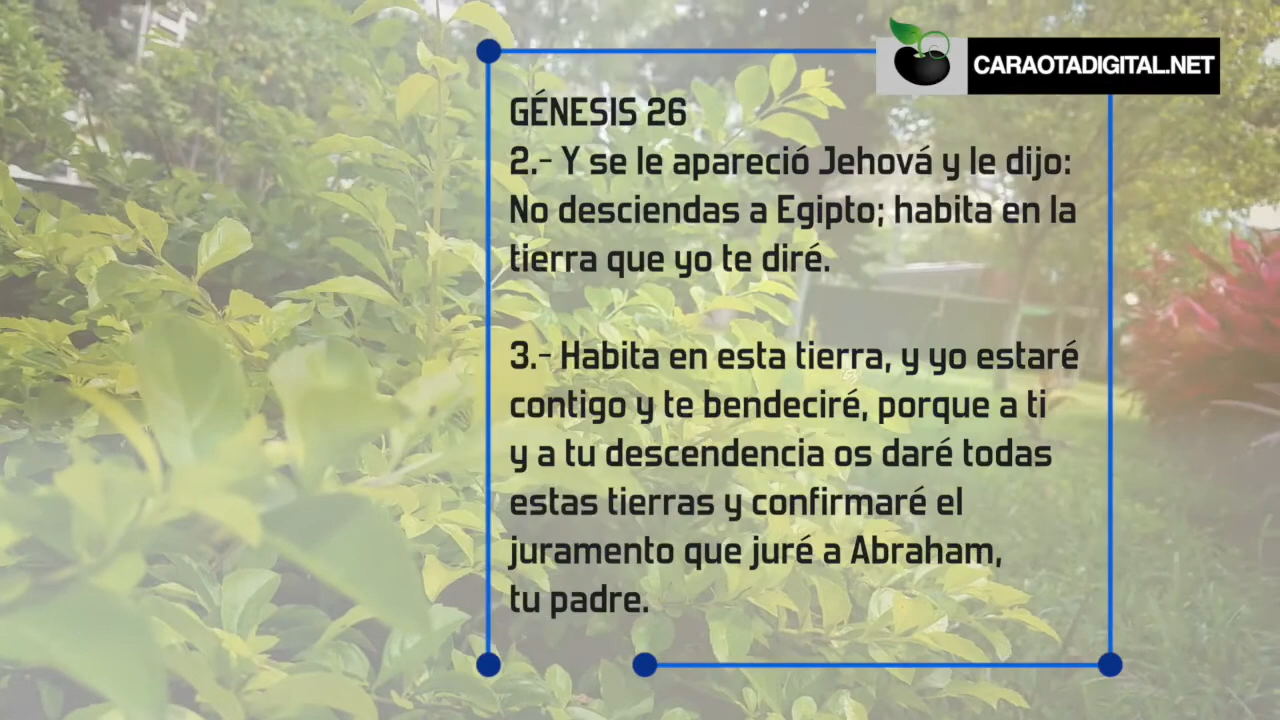 CARAOTADIGITAL.NET
GÉNESIS 26
2.- Y se le apareció Jehová y le dijo:
No desciendas a Egipto; habita en la
tierra que yo te diré.
3.- Habita en esta tierra, y yo estaré
contigo y te bendeciré, porque a ti
y a tu descendencia os daré todas
estas tierras y confirmaré el
juramento que juré a Abraham,
tu padre.